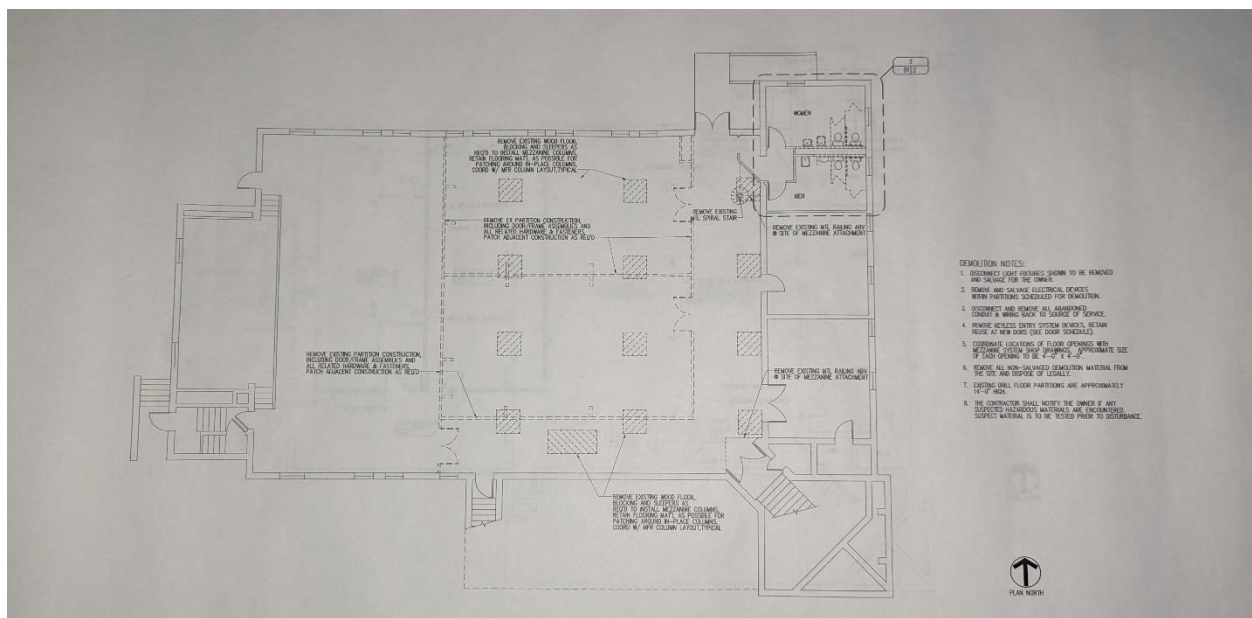 2
D1.2
WOMEN
MEN
REMOVE EXISTING WOOD FLOOR,
BLOCKING AND SLEEPERS AS
REQ'D TO INSTALL MEZZANINE COLUMNS,
RETAIN FLOORING MAT'L AS POSSIBLE FOR
PATCHING AROUND IN-PLACE COLUMNS,
COORD W/ MFR COLUMN LAYOUT,TYPICAL
REMOVE EXISTING
MTL SPIRAL STAIR
REMOVE EX PARTITION CONSTRUCTION,
INCLUDING DOOR/FRAME ASSEMBLIES AND
ALL RELATED HARDWARE & FASTENERS,
PATCH ADJACENT CONSTRUCTION AS REQ'D
REMOVE EXISTING MTL RAILING ABV
@ SITE OF MEZZANINE ATTACHMENT
REMOVE EXISTING PARTITION CONSTRUCTION,
INCLUDING DOOR/FRAME ASSEMBLIES AND
ALL RELATED HARDWARE & FASTENERS,
PATCH ADJACENT CONSTRUCTION AS REQ'D
REMOVE EXISTING MTL RAILING ABV
@ SITE OF MEZZANINE ATTACHMENT
REMOVE EXISTING WOOD FLOOR,
BLOCKING AND SLEEPERS AS
REQ'D TO INSTALL MEZZANINE COLUMNS,
RETAIN FLOORING MAT'L AS POSSIBLE FOR
PATCHING AROUND IN-PLACE COLUMNS,
COORD W/ MFR COLUMN LAYOUT,TYPICAL
DEMOLITION NOTES:
1. DISCONNECT LIGHT FIXTURES SHOWN TO BE REMOVED
AND SALVAGE FOR THE OWNER.
2. REMOVE AND SALVAGE ELECTRICAL DEVICES
WITHIN PARTITIONS SCHEDULED FOR DEMOLITION.
3. DISCONNECT AND REMOVE ALL ABANDONED
CONDUIT & WIRING BACK TO SOURCE OF SERVICE.
4. REMOVE KEYLESS ENTRY SYSTEM DEVICES, RETAIN
REUSE AT NEW DORS (SEE DOOR SCHEDULE).
5. COORDINATE LOCATIONS OF FLOOR OPENINGS WITH
MEZZANINE SYSTEM SHOP DRAWINGS, APPROXIMATE SIZE
OF EACH OPENING TO BE 4'-0" X 4'-0".
6. REMOVE ALL NON-SALVAGED DEMOLITION MATERIAL FROM
THE SITE AND DISPOSE OF LEGALLY.
7. EXISTING DRILL FLOOR PARTITIONS ARE APPROXIMATELY
14'-0" HIGH.
8. THE CONTRACTOR SHALL NOTIFY THE OWNER IF ANY
SUSPECTED HAZARDOUS MATERIALS ARE ENCOUNTERED.
SUSPECT MATERIAL IS TO BE TESTED PRIOR TO DISTURBANCE.
PLAN NORTH